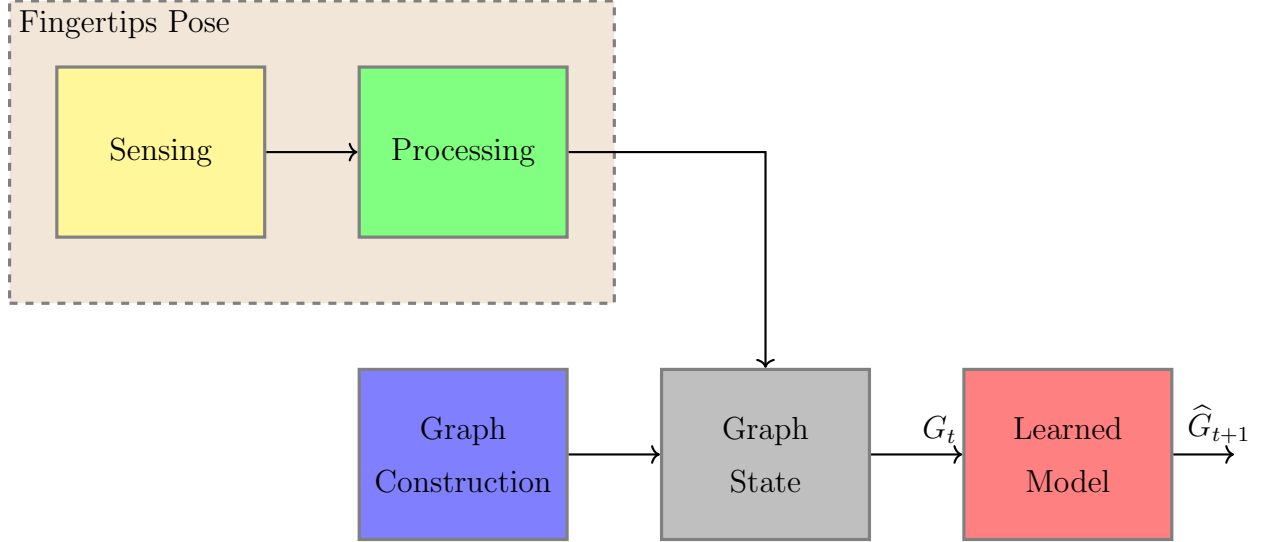 Fingertips Pose
Sensing
Processing
Graph
Construction
Graph
State
G_t
Learned
Model
Ĝ_{t+1}